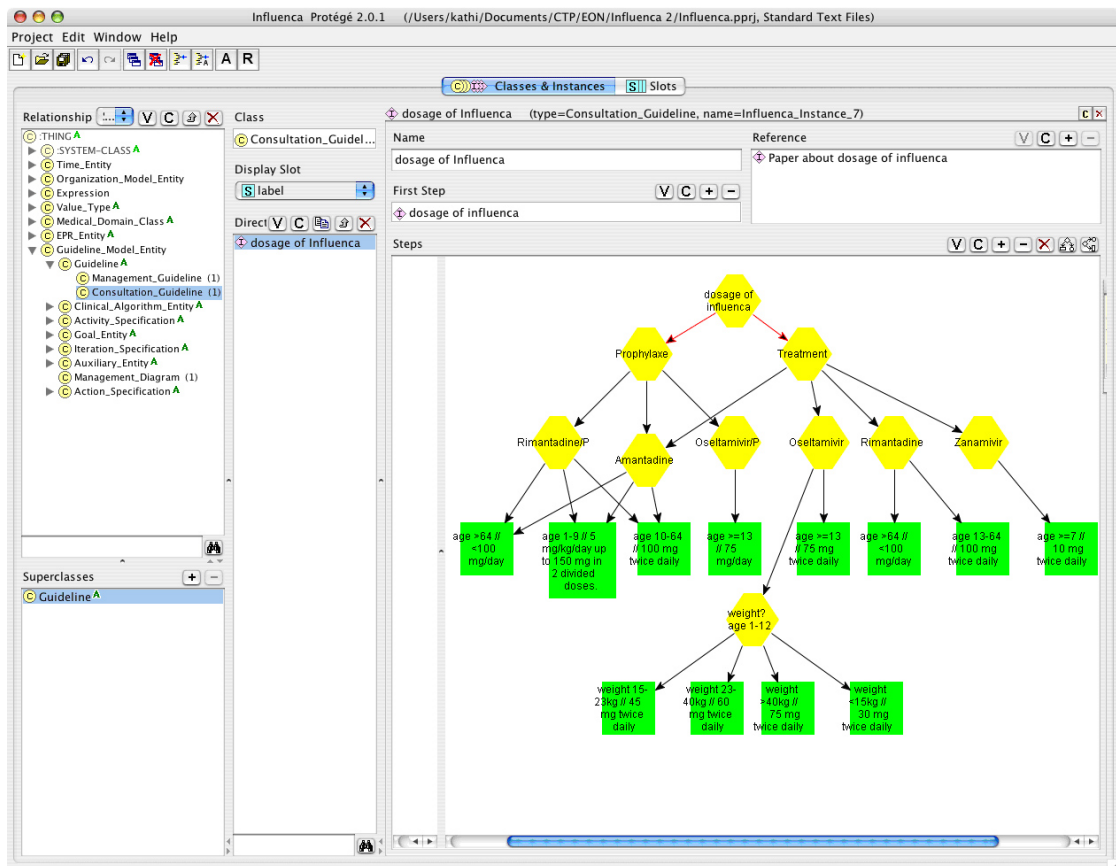 Influenca Protégé 2.0.1 (/Users/kathi/Documents/CTP/EON/Influenca 2/Influenca.pprj, Standard Text Files)
Project Edit Window Help
A R
C Classes & Instances
S Slots
Relationship
V C
C :THING A
C :SYSTEM-CLASS A
C Time_Entity
C Organization_Model_Entity
C Expression
C Value_Type A
C Medical_Domain_Class A
C EPR_Entity A
C Guideline_Model_Entity
C Guideline A
C Management_Guideline (1)
C Consultation_Guideline (1)
C Clinical_Algorithm_Entity A
C Activity_Specification A
C Goal_Entity A
C Iteration_Specification A
C Auxiliary_Entity A
C Management_Diagram (1)
C Action_Specification A
Superclasses
C Guideline A
Class
C Consultation_Guidel...
Display Slot
S label
Direct V C
I dosage of Influenca
I dosage of Influenca (type=Consultation_Guideline, name=Influenca_Instance_7)
C X
Name
dosage of Influenca
Reference
V C + −
I Paper about dosage of influenca
First Step
V C + −
I dosage of influenca
Steps
V C + −
dosage of
influenca
Prophylaxe
Treatment
Rimantadine/P
Amantadine
Oseltamivir/P
Oseltamivir
Rimantadine
Zanamivir
age >64 //
<100
mg/day
age 1-9 // 5
mg/kg/day up
to 150 mg in
2 divided
doses.
age 10-64
// 100 mg
twice daily
age >=13
// 75
mg/day
age >=13
// 75 mg
twice daily
age >64 //
<100
mg/day
age 13-64
// 100 mg
twice daily
age >=7 //
10 mg
twice daily
weight?
age 1-12
weight 15-
23kg // 45
mg twice
daily
weight 23-
40kg // 60
mg twice
daily
weight
>40kg //
75 mg
twice daily
weight
<15kg //
30 mg
twice daily